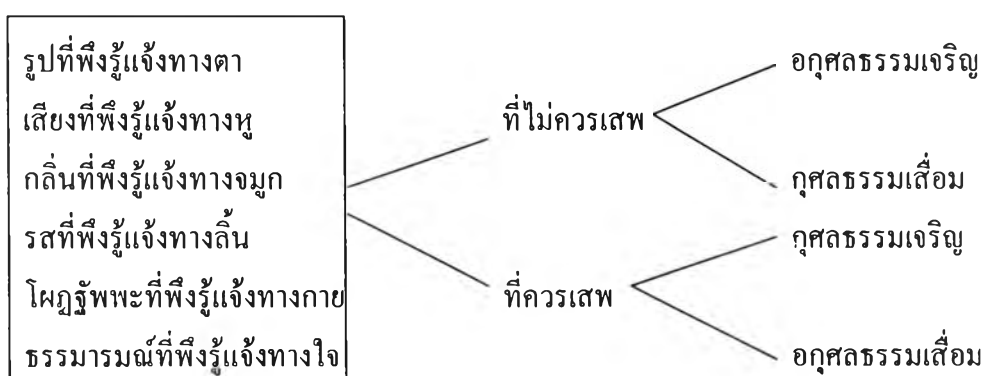 รูปที่พึงรู้แจ้งทางตา
เสียงที่พึงรู้แจ้งทางหู
กลิ่นที่พึงรู้แจ้งทางจมูก
รสที่พึงรู้แจ้งทางลิ้น
โผฏฐัพพะที่พึงรู้แจ้งทางกาย
ธรรมารมณ์ที่พึงรู้แจ้งทางใจ
ที่ไม่ควรเสพ
ที่ควรเสพ
อกุศลธรรมเจริญ
กุศลธรรมเสื่อม
กุศลธรรมเจริญ
อกุศลธรรมเสื่อม